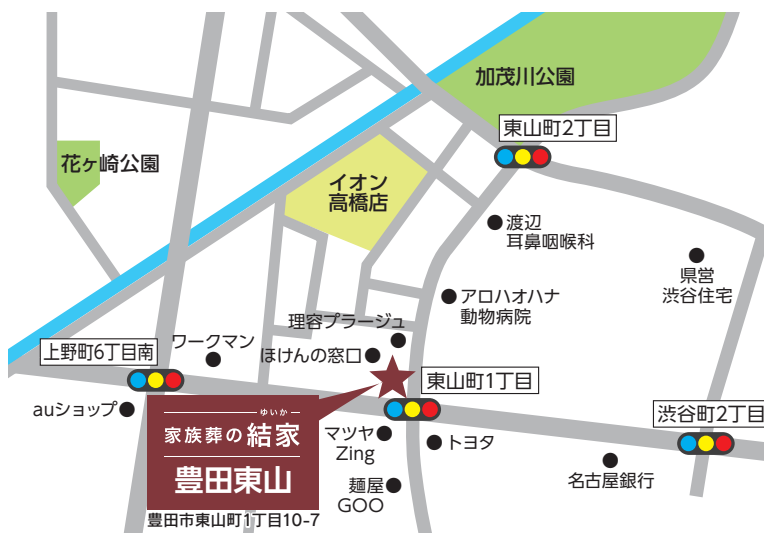 加茂川公園
東山町2丁目
花ヶ崎公園
イオン
高橋店
渡辺
耳鼻咽喉科
県営
渋谷住宅
アロハオハナ
動物病院
理容プラージュ
ワークマン
ほけんの窓口
上野町6丁目南
東山町1丁目
auショップ
渋谷町2丁目
ゆいか
家族葬の結家
豊田東山
豊田市東山町1丁目10-7
マツヤ
Zing
トヨタ
麺屋
GOO
名古屋銀行